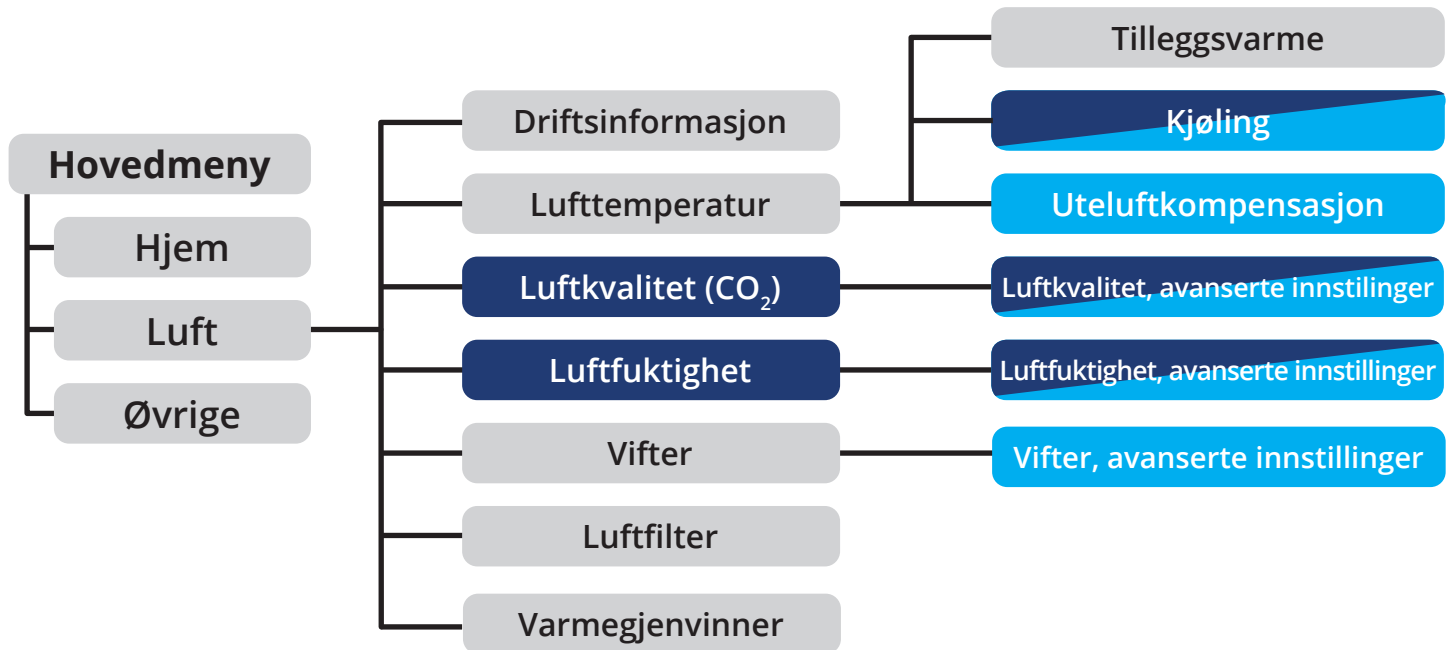 Hovedmeny
Hjem
Luft
Øvrige
Driftsinformasjon
Lufttemperatur
Luftkvalitet (CO₂)
Luftfuktighet
Vifter
Luftfilter
Varmegjenvinner
Tilleggsvarme
Kjøling
Uteluftkompensasjon
Luftkvalitet, avanserte innstilinger
Luftfuktighet, avanserte innstillinger
Vifter, avanserte innstillinger